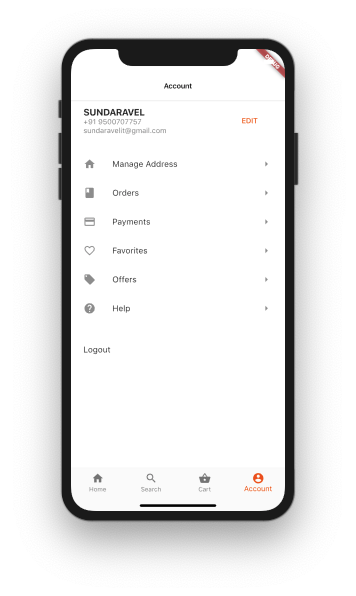 Account
SUNDARAVEL
+91 9500707757
EDIT
sundaravelit@gmail.com
Manage Address
Orders
Payments
Favorites
Offers
Help
Logout
Home
Search
Cart
Account